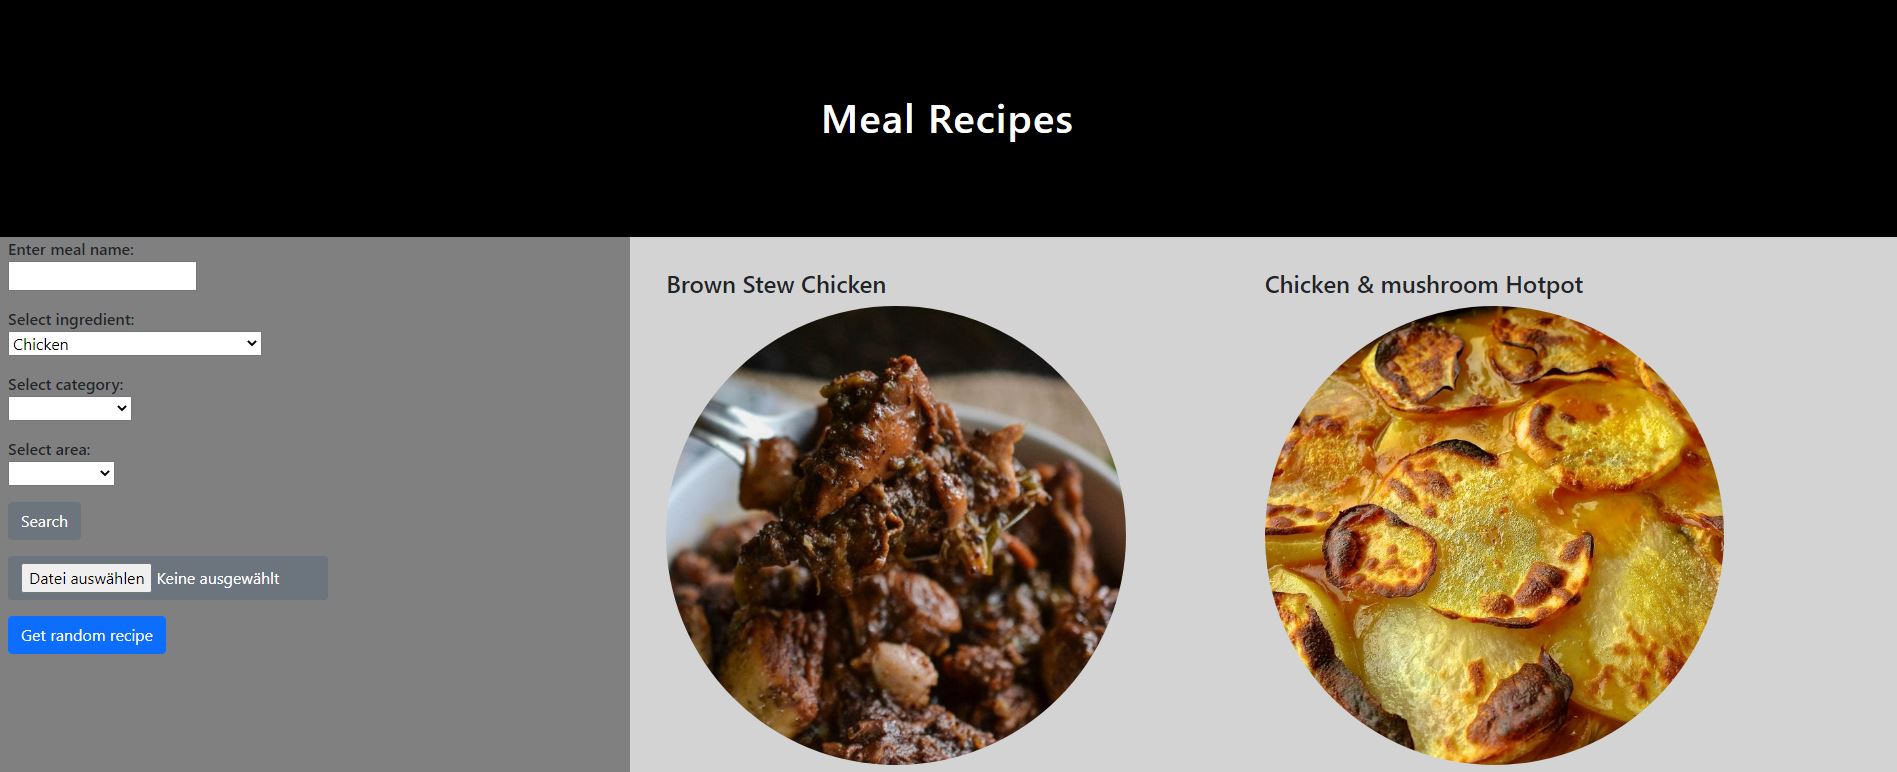 Meal Recipes
Enter meal name:
Select ingredient:
Chicken
Select category:
Select area:
Search
Datei auswählen Keine ausgewählt
Get random recipe
Brown Stew Chicken
Chicken & mushroom Hotpot